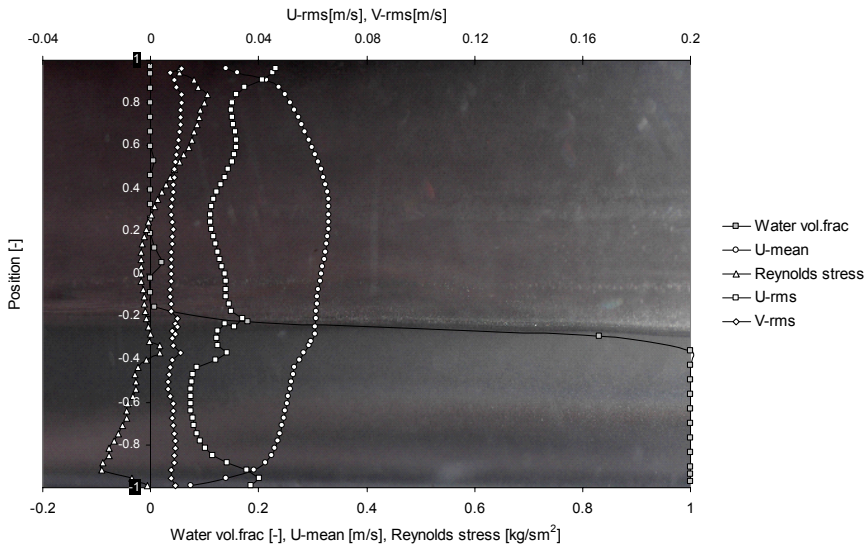 U-rms[m/s], V-rms[m/s]
-0.04 0 0.04 0.08 0.12 0.16 0.2
1
0.8
0.6
0.4
0.2
0
-0.2
-0.4
-0.6
-0.8
-1
Position [-]
-0.2 0 0.2 0.4 0.6 0.8 1
Water vol.frac [-], U-mean [m/s], Reynolds stress [kg/sm²]
Water vol.frac
U-mean
Reynolds stress
U-rms
V-rms